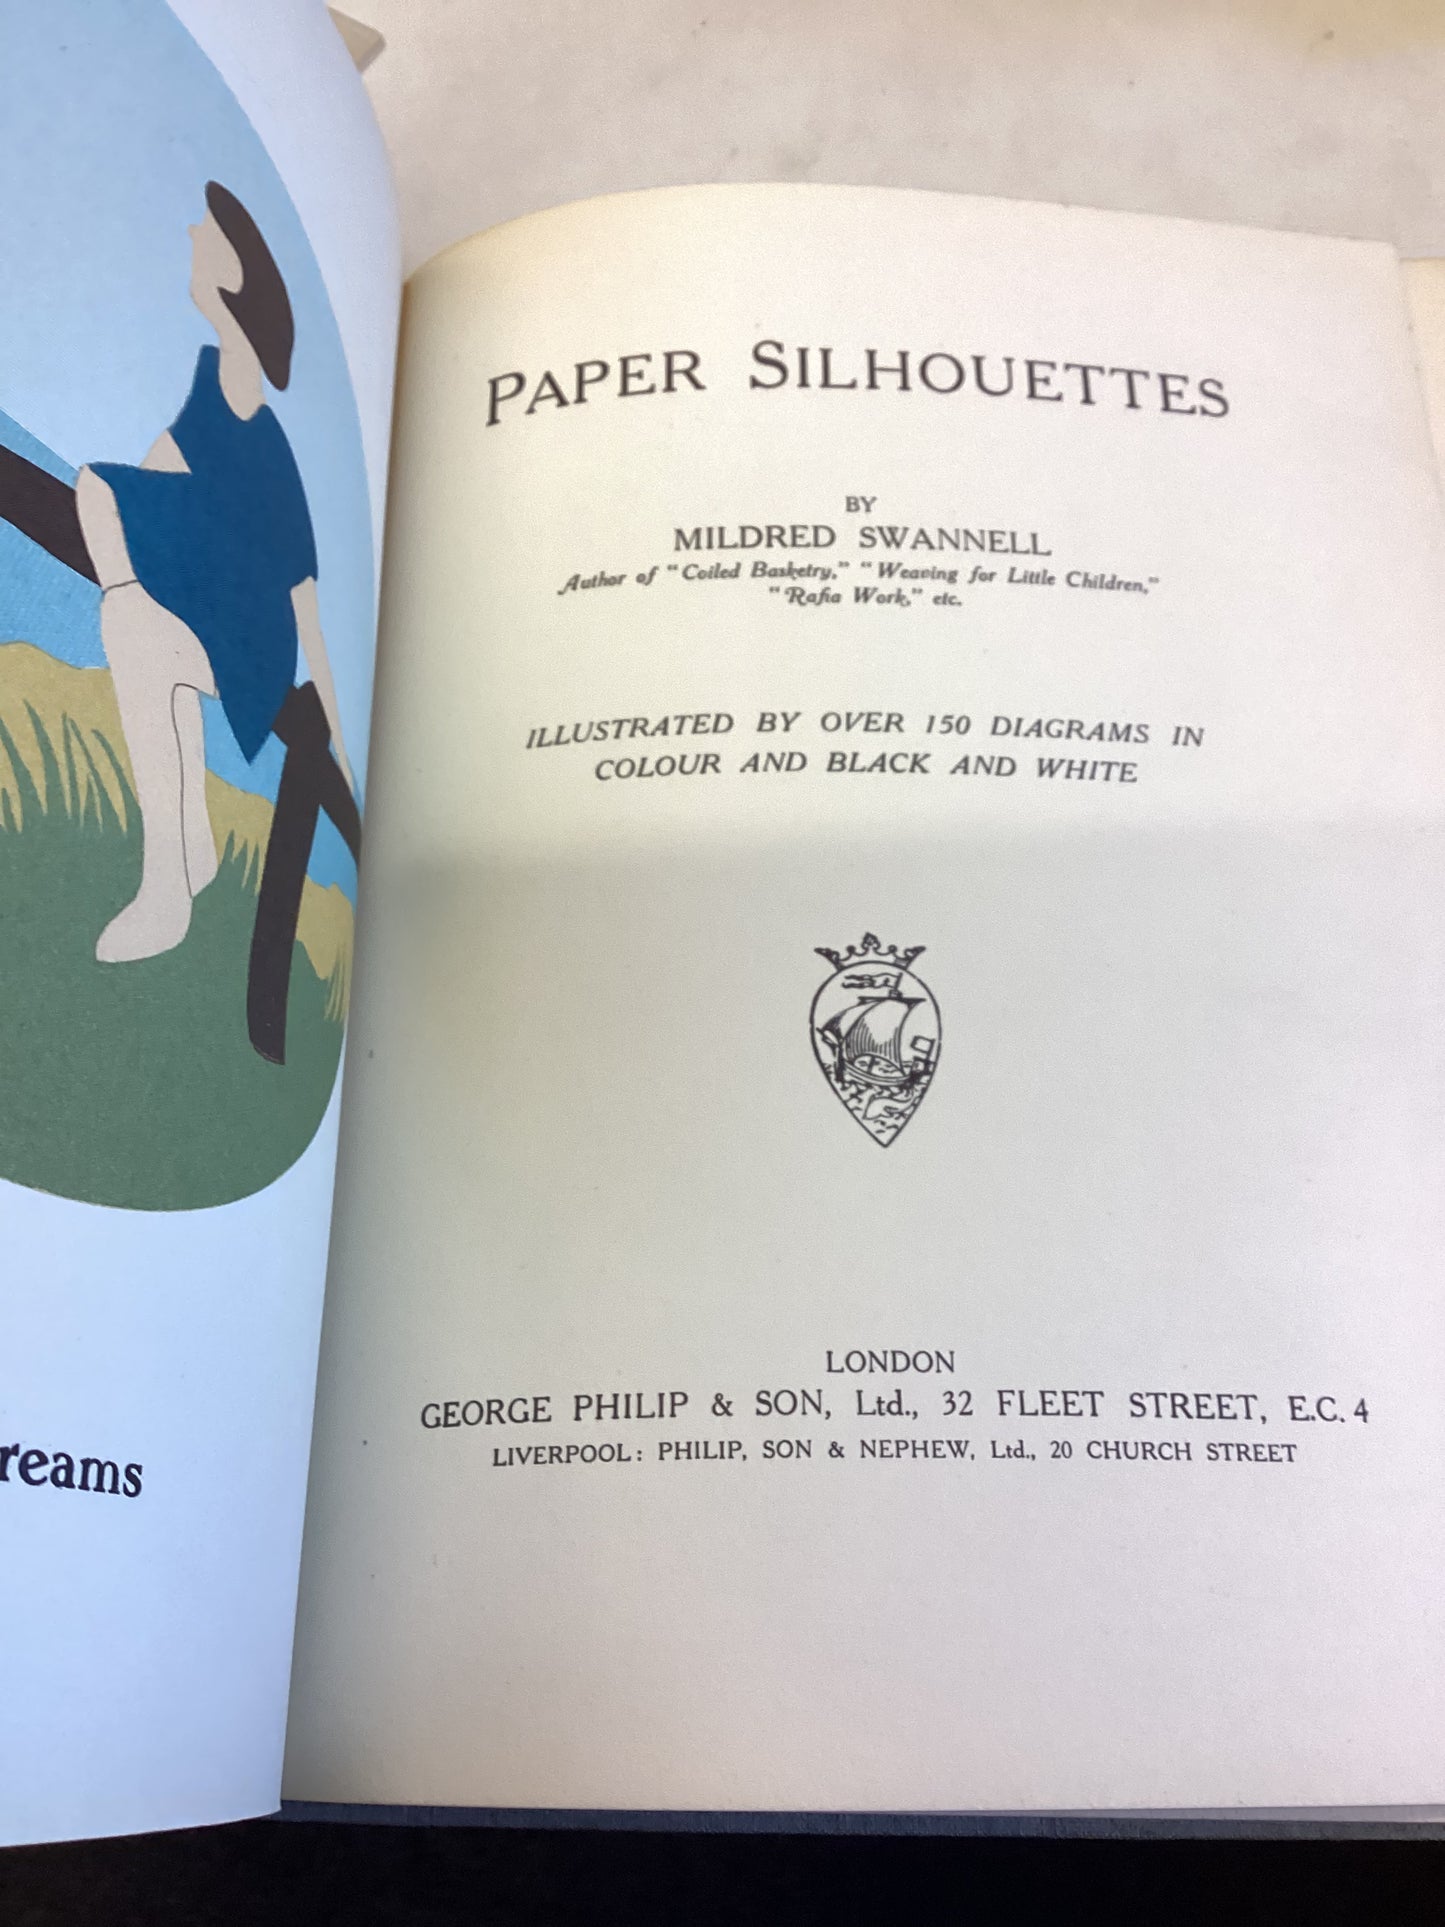 reams
PAPER SILHOUETTES
BY
MILDRED SWANNELL
Author of "Coiled Basketry," "Weaving for Little Children,"
"Rafia Work," etc.
ILLUSTRATED BY OVER 150 DIAGRAMS IN
COLOUR AND BLACK AND WHITE
LONDON
GEORGE PHILIP & SON, Ltd., 32 FLEET STREET, E.C. 4
LIVERPOOL: PHILIP, SON & NEPHEW, Ltd., 20 CHURCH STREET